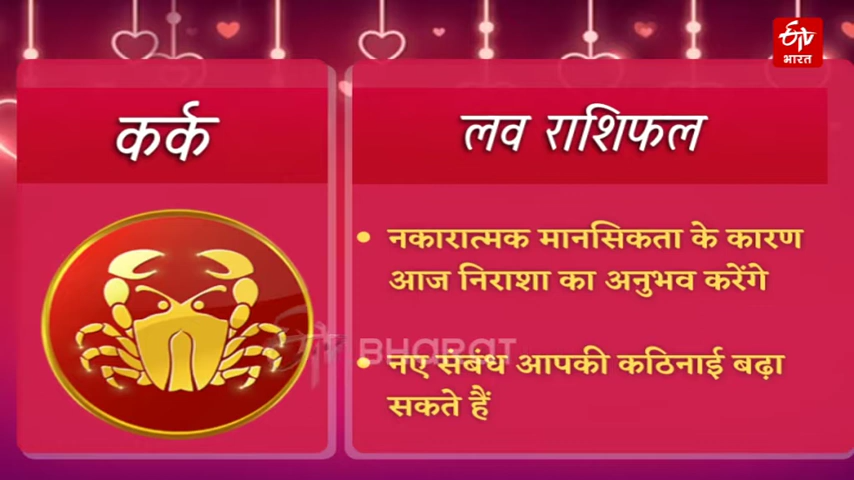 ETV
भारत
कर्क
लव राशिफल
नकारात्मक मानसिकता के कारण
आज निराशा का अनुभव करेंगे
BHARAT
नए संबंध आपकी कठिनाई बढ़ा
सकते हैं